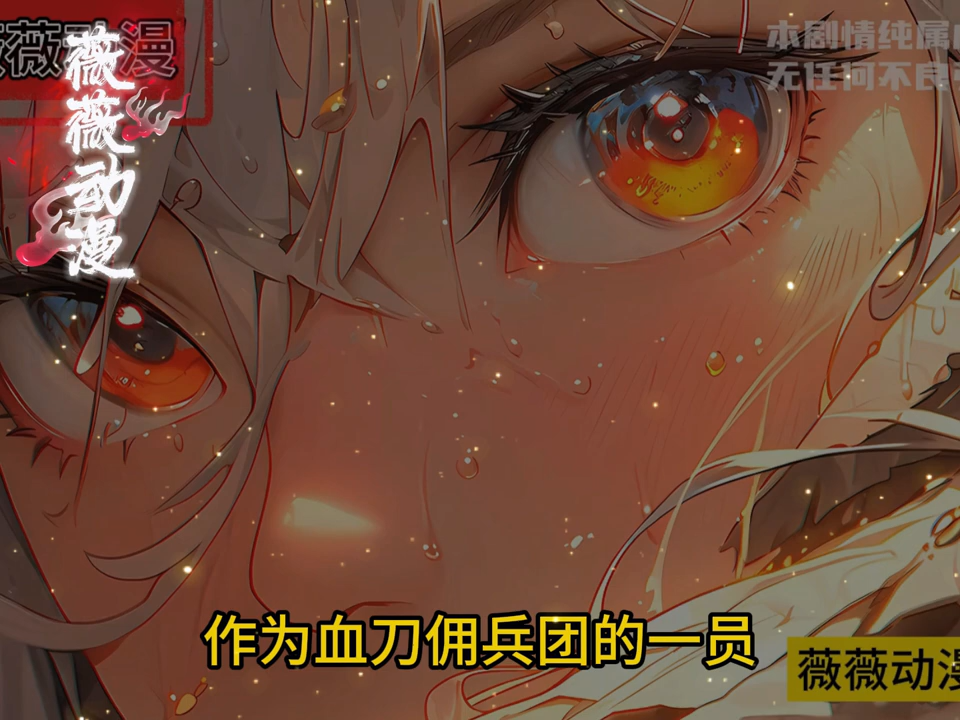 薇薇动漫
薇薇动漫
本剧情纯属
无任何不良
作为血刀佣兵团的一员
薇薇动漫